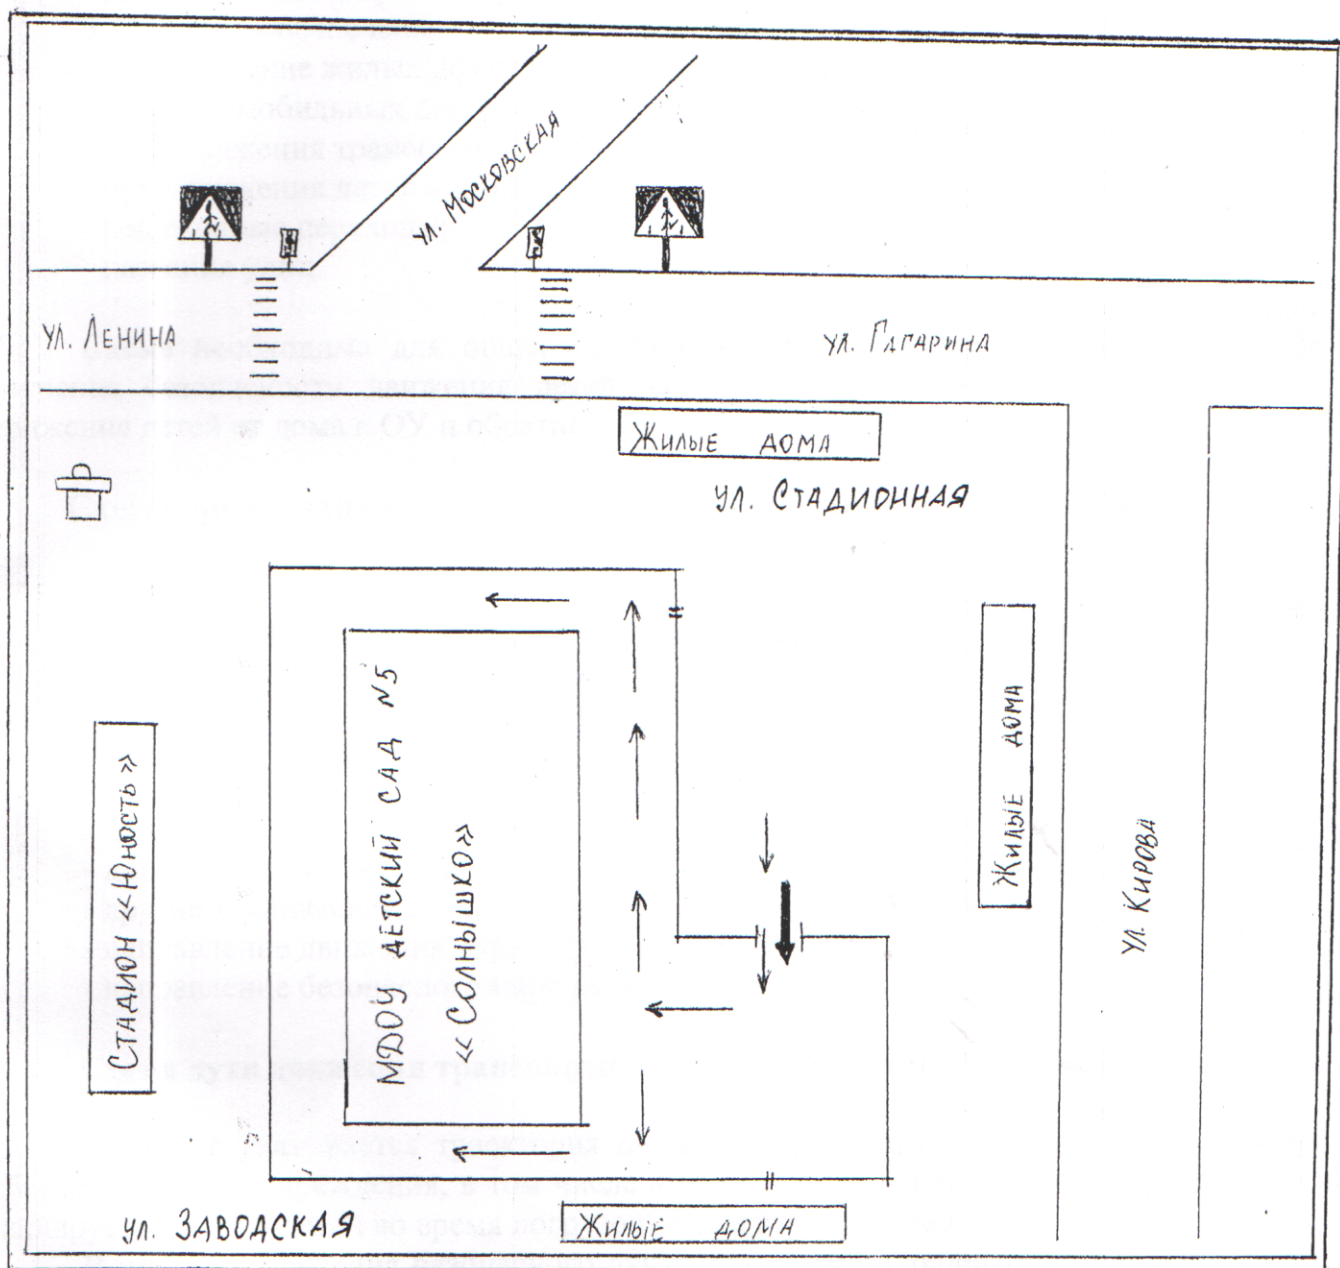 ул. Московская
ул. Ленина
ул. Гагарина
Жилые дома
ул. Стадионная
МДОУ детский сад №5
«Солнышко»
Стадион «Юность»
Жилые дома
ул. Кирова
ул. Заводская
Жилые дома